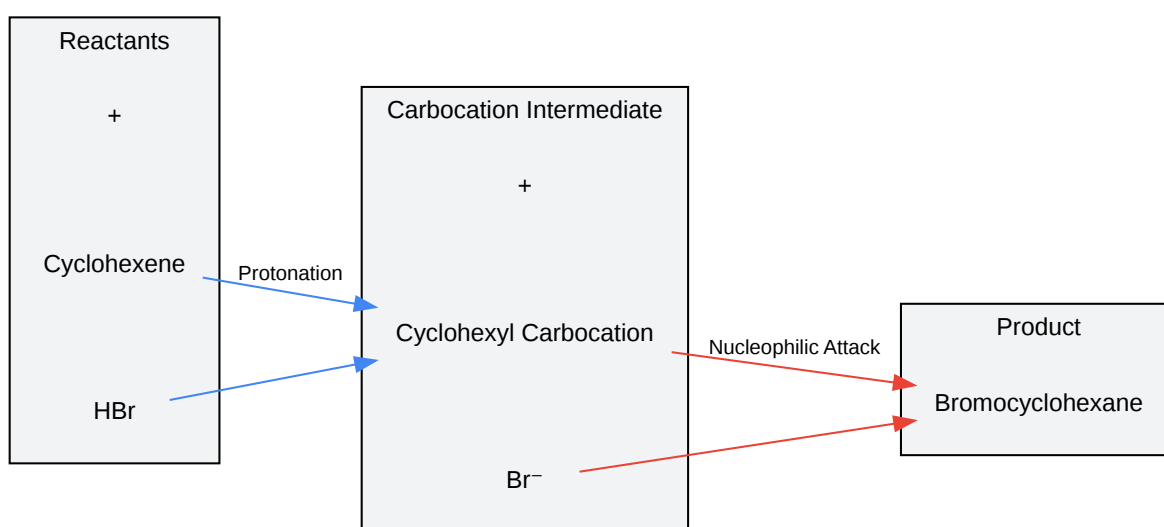 Reactants
+
Cyclohexene
HBr
Protonation
Carbocation Intermediate
+
Cyclohexyl Carbocation
Br⁻
Nucleophilic Attack
Product
Bromocyclohexane